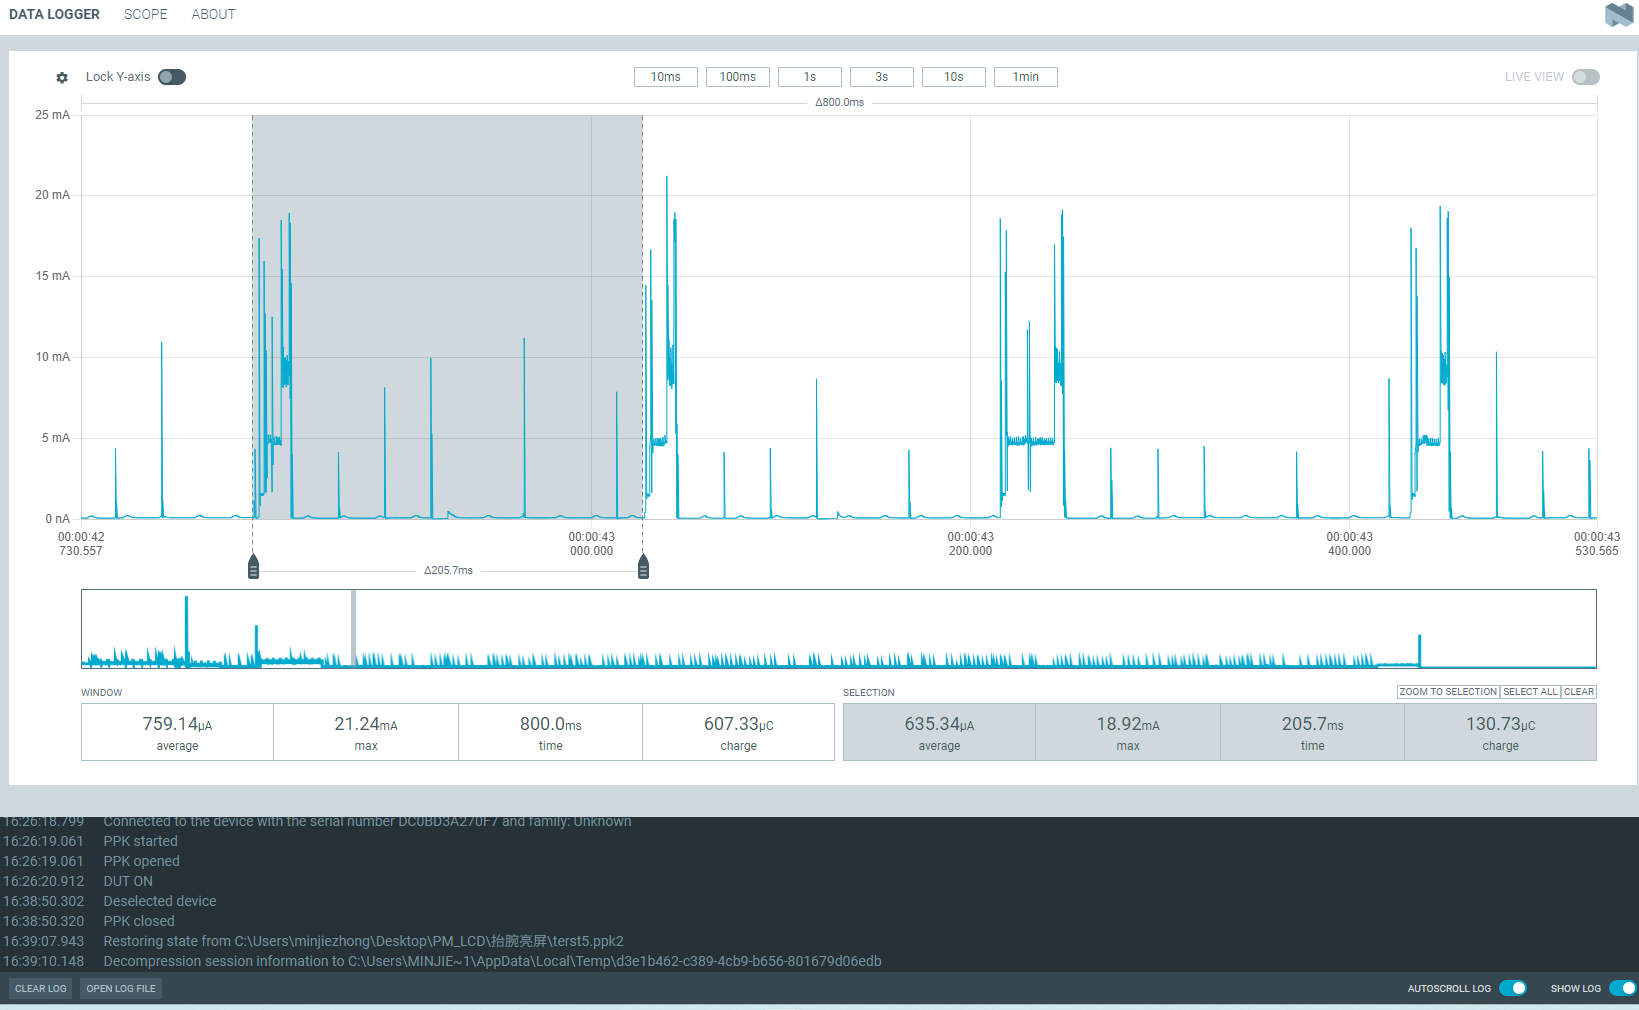 DATA LOGGER SCOPE ABOUT
Lock Y-axis 10ms 100ms 1s 3s 10s 1min LIVE VIEW
Δ800.0ms
25 mA
20 mA
15 mA
10 mA
5 mA
0 nA
00:00:42 00:00:43 00:00:43 00:00:43 00:00:43
730.557 000.000 200.000 400.000 530.565
Δ205.7ms
WINDOW SELECTION ZOOM TO SELECTION SELECT ALL CLEAR
759.14μA 21.24mA 800.0ms 607.33μC 635.34μA 18.92mA 205.7ms 130.73μC
average max time charge average max time charge
16:26:18.799 Connected to the device with the serial number DC0BD3A270F7 and family: Unknown
16:26:19.061 PPK started
16:26:19.061 PPK opened
16:26:20.912 DUT ON
16:38:50.302 Deselected device
16:38:50.320 PPK closed
16:39:07.943 Restoring state from C:\Users\minjiezhong\Desktop\PM_LCD\抬腕亮屏\terst5.ppk2
16:39:10.148 Decompression session information to C:\Users\MINJIE~1\AppData\Local\Temp\d3e1b462-c389-4cb9-b656-801679d06edb
CLEAR LOG OPEN LOG FILE AUTOSCROLL LOG SHOW LOG